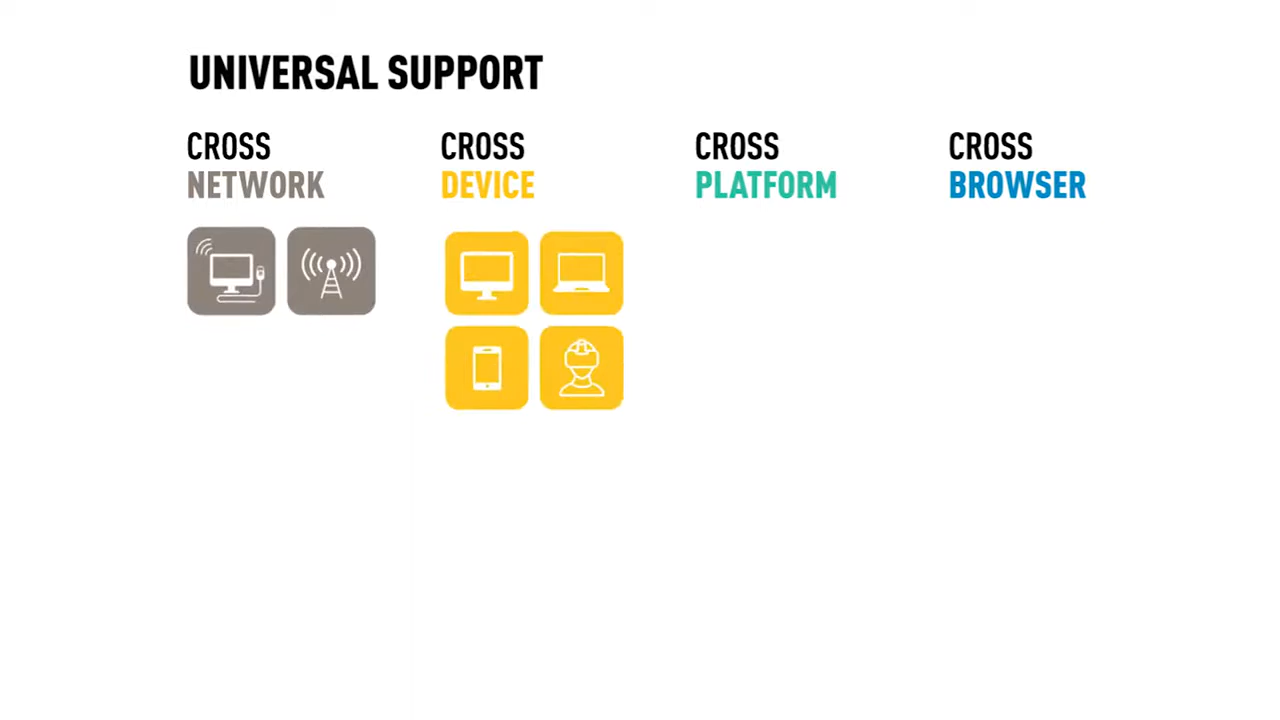 UNIVERSAL SUPPORT
CROSS
NETWORK
CROSS
DEVICE
CROSS
PLATFORM
CROSS
BROWSER